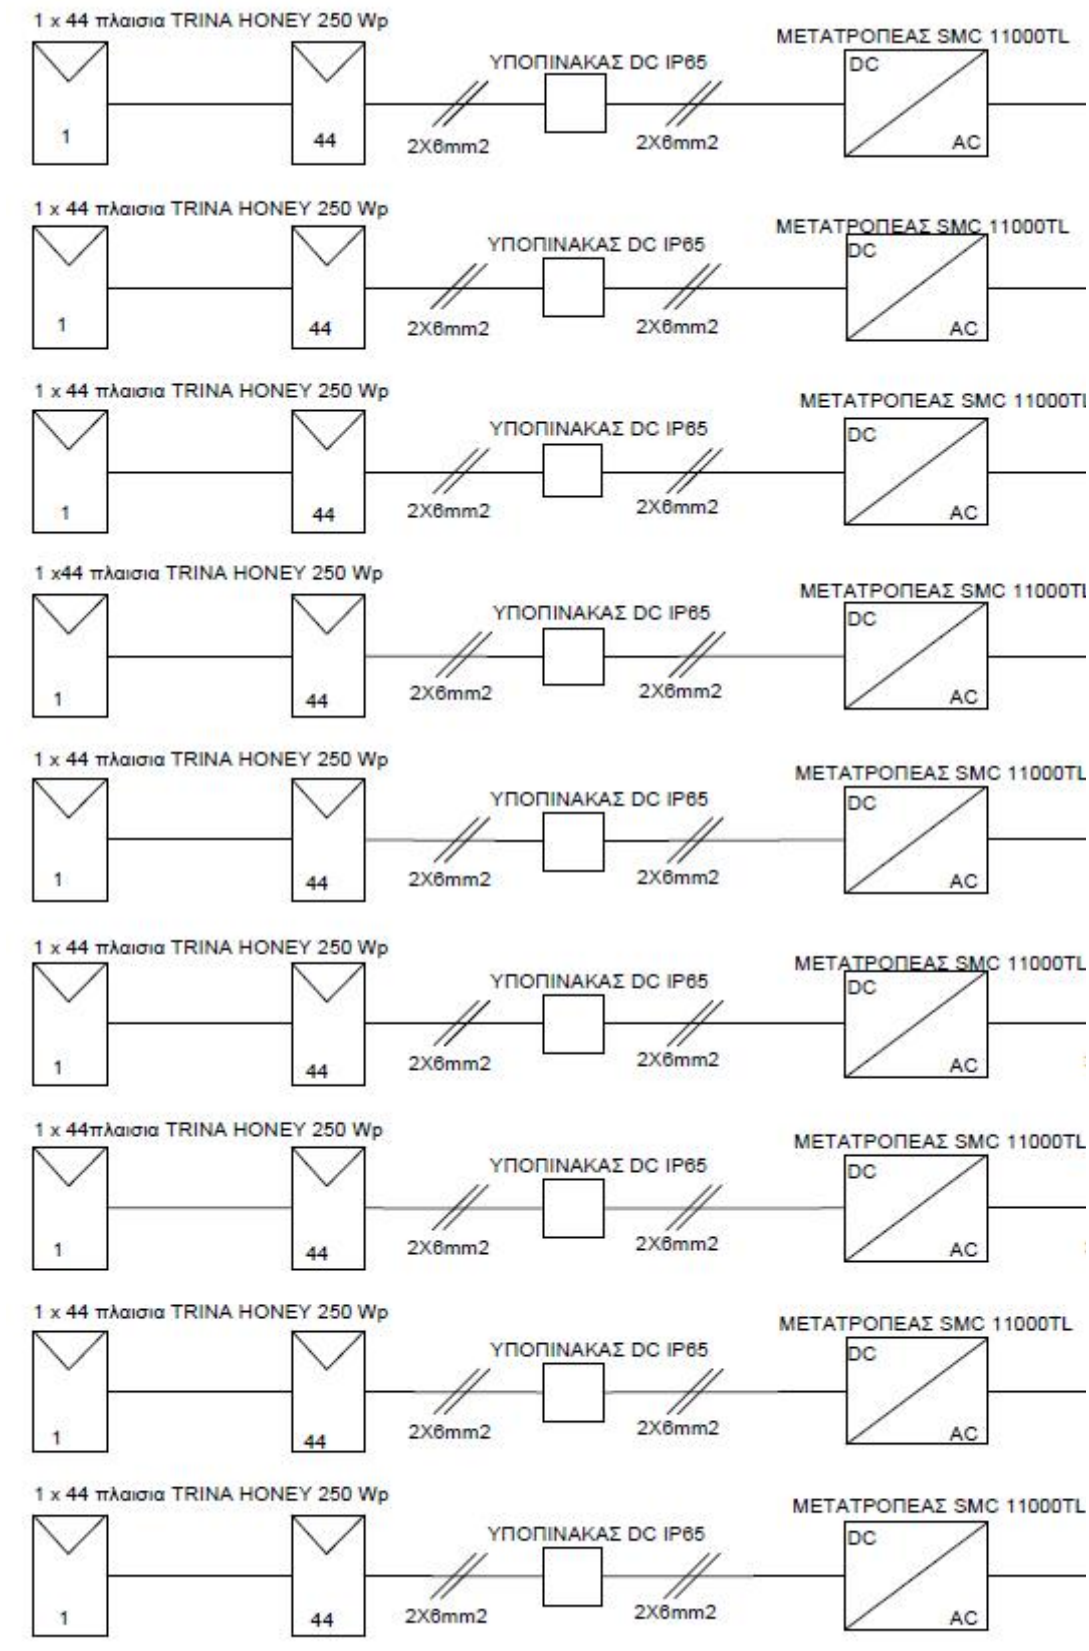 1 x 44 πλαισια TRINA HONEY 250 Wp
ΜΕΤΑΤΡΟΠΕΑΣ SMC 11000TL
ΥΠΟΠΙΝΑΚΑΣ DC IP65
DC
1
44
2X6mm2
2X6mm2
AC
1 x 44 πλαισια TRINA HONEY 250 Wp
ΜΕΤΑΤΡΟΠΕΑΣ SMC 11000TL
ΥΠΟΠΙΝΑΚΑΣ DC IP65
DC
1
44
2X6mm2
2X6mm2
AC
1 x 44 πλαισια TRINA HONEY 250 Wp
ΜΕΤΑΤΡΟΠΕΑΣ SMC 11000TL
ΥΠΟΠΙΝΑΚΑΣ DC IP65
DC
1
44
2X6mm2
2X6mm2
AC
1 x44 πλαισια TRINA HONEY 250 Wp
ΜΕΤΑΤΡΟΠΕΑΣ SMC 11000TL
ΥΠΟΠΙΝΑΚΑΣ DC IP65
DC
1
44
2X6mm2
2X6mm2
AC
1 x 44 πλαισια TRINA HONEY 250 Wp
ΜΕΤΑΤΡΟΠΕΑΣ SMC 11000TL
ΥΠΟΠΙΝΑΚΑΣ DC IP65
DC
1
44
2X6mm2
2X6mm2
AC
1 x 44 πλαισια TRINA HONEY 250 Wp
ΜΕΤΑΤΡΟΠΕΑΣ SMC 11000TL
ΥΠΟΠΙΝΑΚΑΣ DC IP65
DC
1
44
2X6mm2
2X6mm2
AC
1 x 44πλαισια TRINA HONEY 250 Wp
ΜΕΤΑΤΡΟΠΕΑΣ SMC 11000TL
ΥΠΟΠΙΝΑΚΑΣ DC IP65
DC
1
44
2X6mm2
2X6mm2
AC
1 x 44 πλαισια TRINA HONEY 250 Wp
ΜΕΤΑΤΡΟΠΕΑΣ SMC 11000TL
ΥΠΟΠΙΝΑΚΑΣ DC IP65
DC
1
44
2X6mm2
2X6mm2
AC
1 x 44 πλαισια TRINA HONEY 250 Wp
ΜΕΤΑΤΡΟΠΕΑΣ SMC 11000TL
ΥΠΟΠΙΝΑΚΑΣ DC IP65
DC
1
44
2X6mm2
2X6mm2
AC